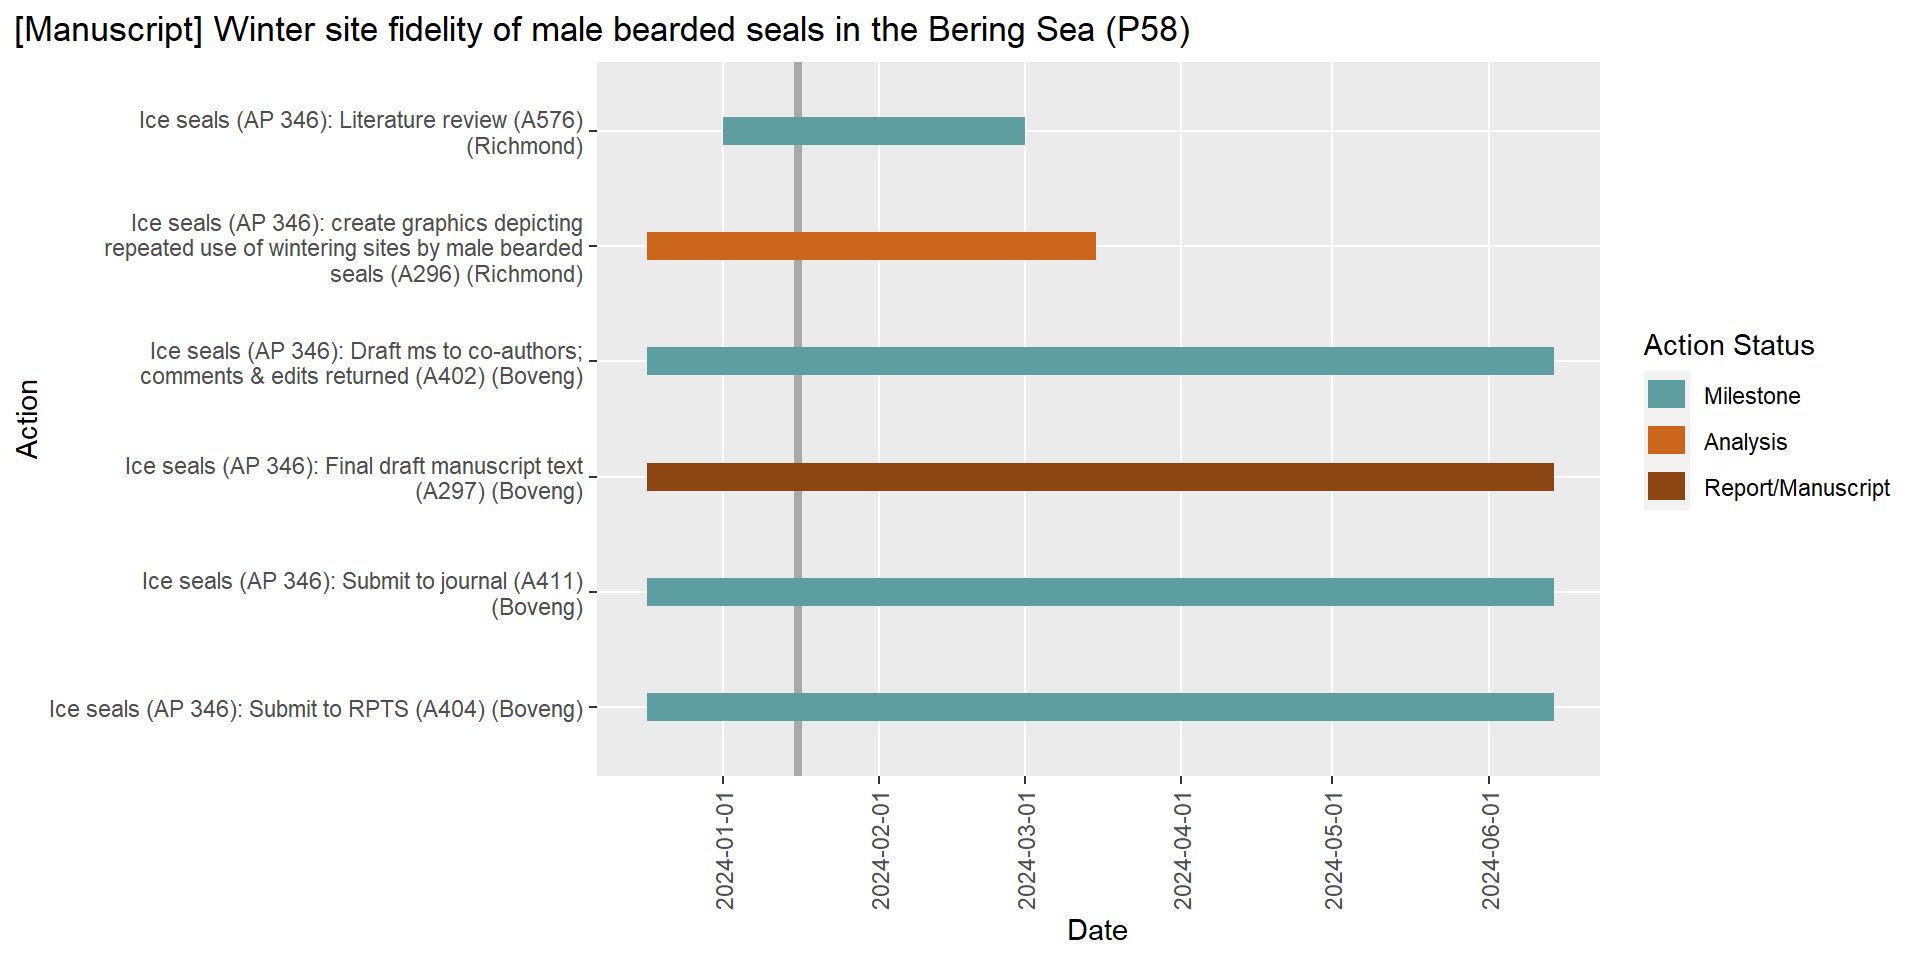 [Manuscript] Winter site fidelity of male bearded seals in the Bering Sea (P58)
Ice seals (AP 346): Literature review (A576)
(Richmond)
Ice seals (AP 346): create graphics depicting
repeated use of wintering sites by male bearded
seals (A296) (Richmond)
Ice seals (AP 346): Draft ms to co-authors;
comments & edits returned (A402) (Boveng)
Ice seals (AP 346): Final draft manuscript text
(A297) (Boveng)
Ice seals (AP 346): Submit to journal (A411)
(Boveng)
Ice seals (AP 346): Submit to RPTS (A404) (Boveng)
Action
2024-01-01
2024-02-01
2024-03-01
2024-04-01
2024-05-01
2024-06-01
Date
Action Status
Milestone
Analysis
Report/Manuscript